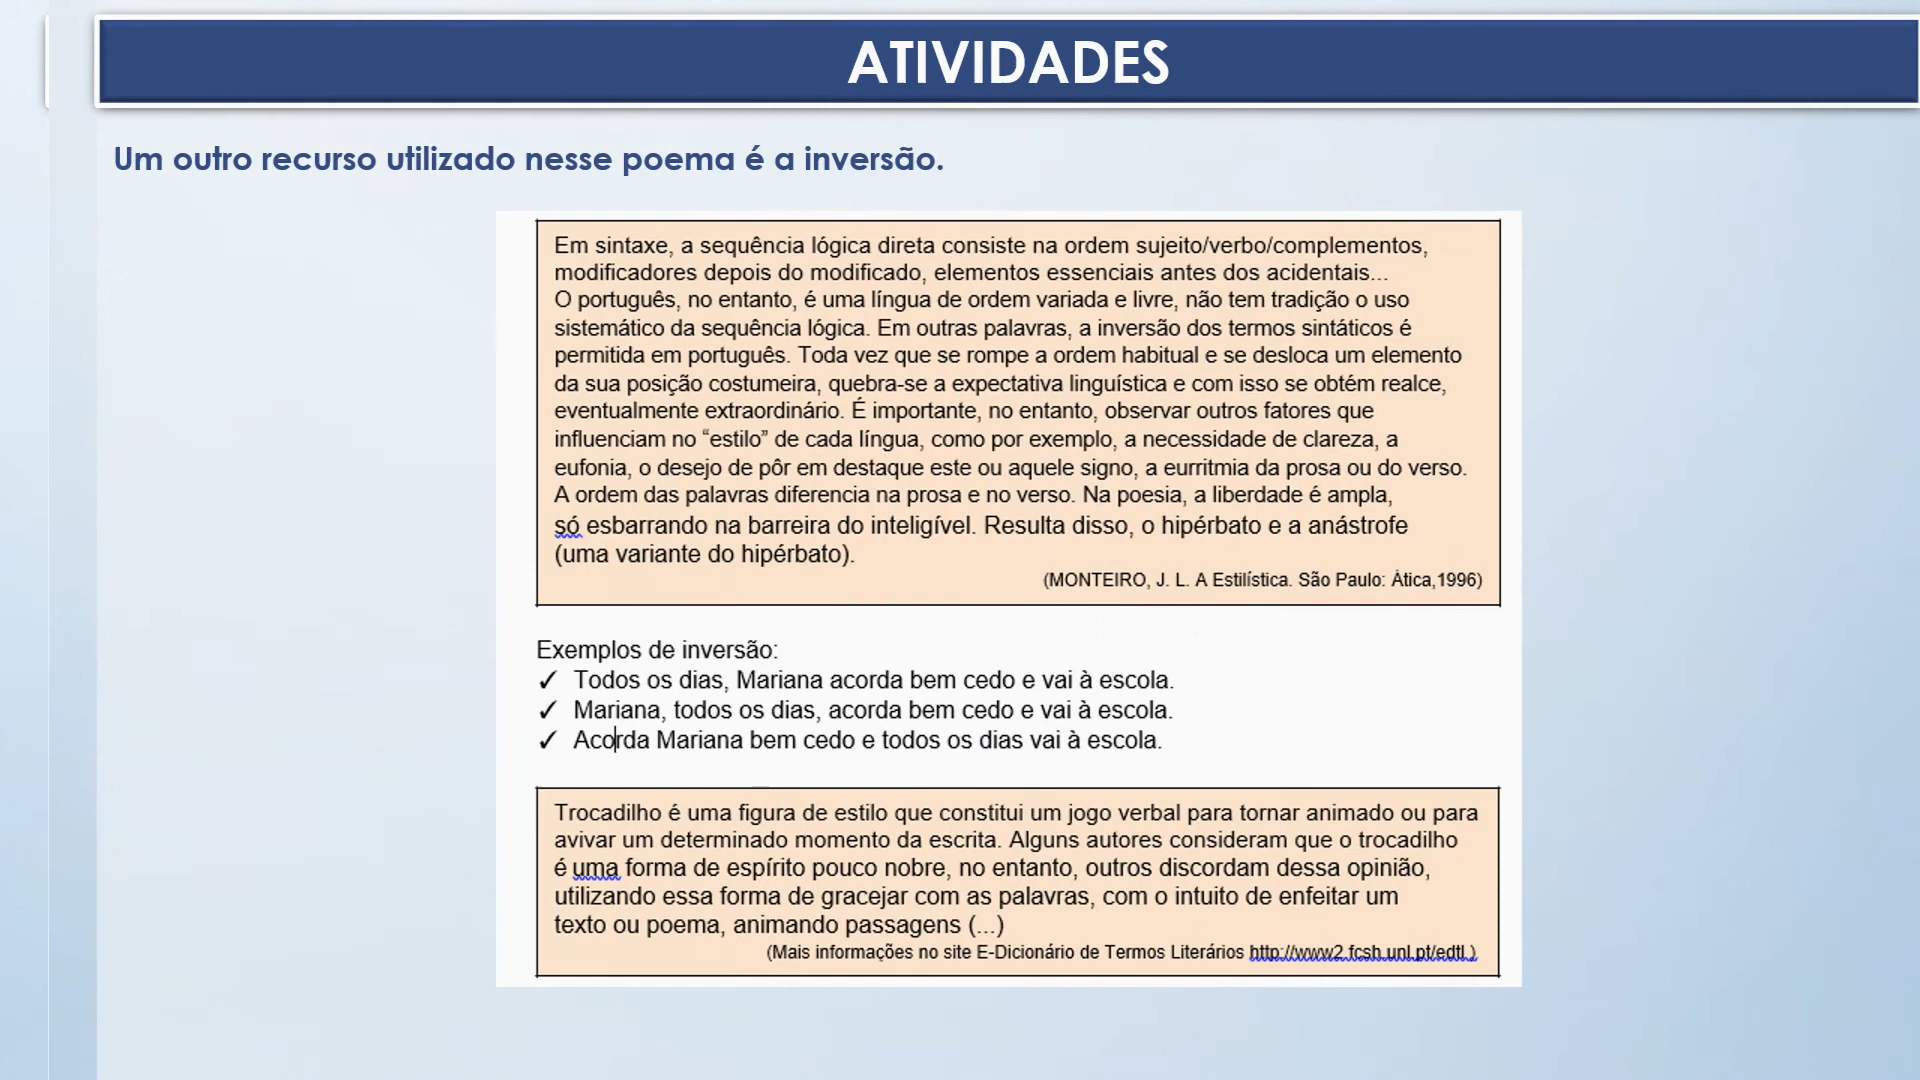 ATIVIDADES
Um outro recurso utilizado nesse poema é a inversão.
Em sintaxe, a sequência lógica direta consiste na ordem sujeito/verbo/complementos,
modificadores depois do modificado, elementos essenciais antes dos acidentais...
O português, no entanto, é uma língua de ordem variada e livre, não tem tradição o uso
sistemático da sequência lógica. Em outras palavras, a inversão dos termos sintáticos é
permitida em português. Toda vez que se rompe a ordem habitual e se desloca um elemento
da sua posição costumeira, quebra-se a expectativa linguística e com isso se obtém realce,
eventualmente extraordinário. É importante, no entanto, observar outros fatores que
influenciam no “estilo” de cada língua, como por exemplo, a necessidade de clareza, a
eufonia, o desejo de pôr em destaque este ou aquele signo, a eurritmia da prosa ou do verso.
A ordem das palavras diferencia na prosa e no verso. Na poesia, a liberdade é ampla,
só esbarrando na barreira do inteligível. Resulta disso, o hipérbato e a anástrofe
(uma variante do hipérbato).
(MONTEIRO, J. L. A Estilística. São Paulo: Ática,1996)
Exemplos de inversão:
✓ Todos os dias, Mariana acorda bem cedo e vai à escola.
✓ Mariana, todos os dias, acorda bem cedo e vai à escola.
✓ Acorda Mariana bem cedo e todos os dias vai à escola.
Trocadilho é uma figura de estilo que constitui um jogo verbal para tornar animado ou para
avivar um determinado momento da escrita. Alguns autores consideram que o trocadilho
é uma forma de espírito pouco nobre, no entanto, outros discordam dessa opinião,
utilizando essa forma de gracejar com as palavras, com o intuito de enfeitar um
texto ou poema, animando passagens (...)
(Mais informações no site E-Dicionário de Termos Literários http://www2.fcsh.unl.pt/edtl.)